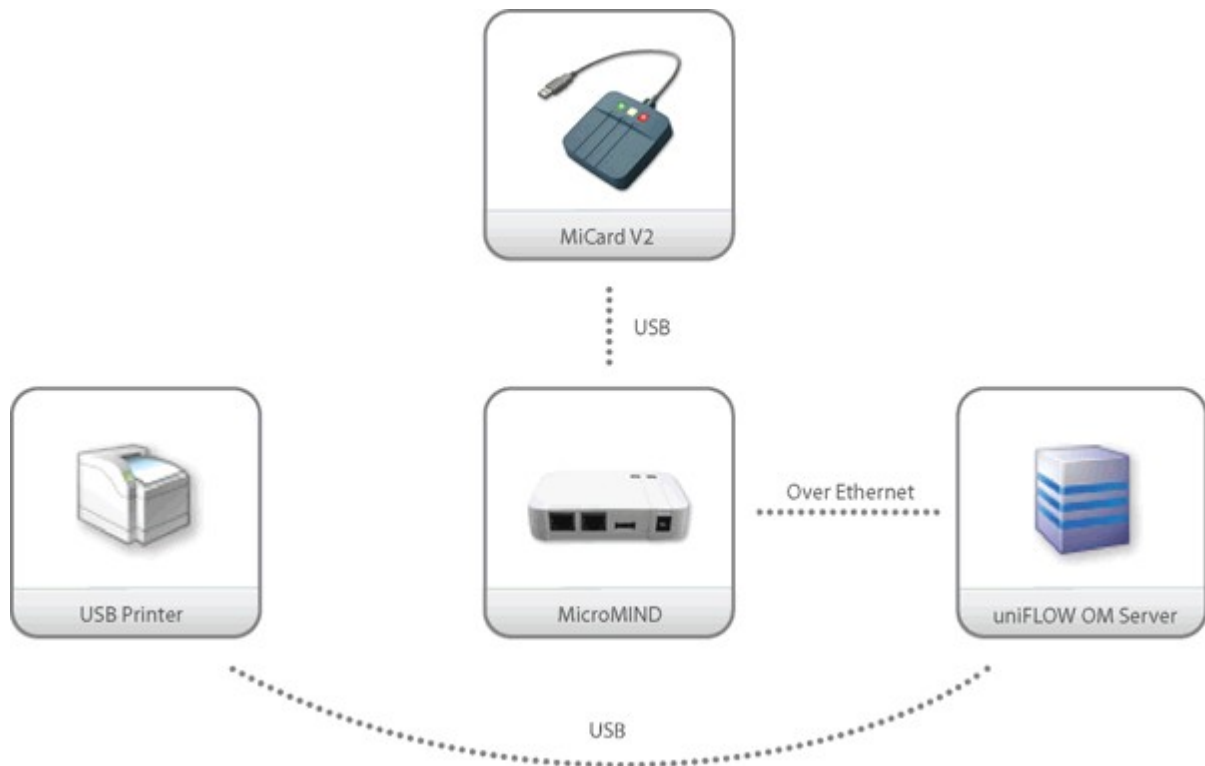 MiCard V2
USB
Over Ethernet
USB Printer
MicroMIND
uniFLOW OM Server
USB